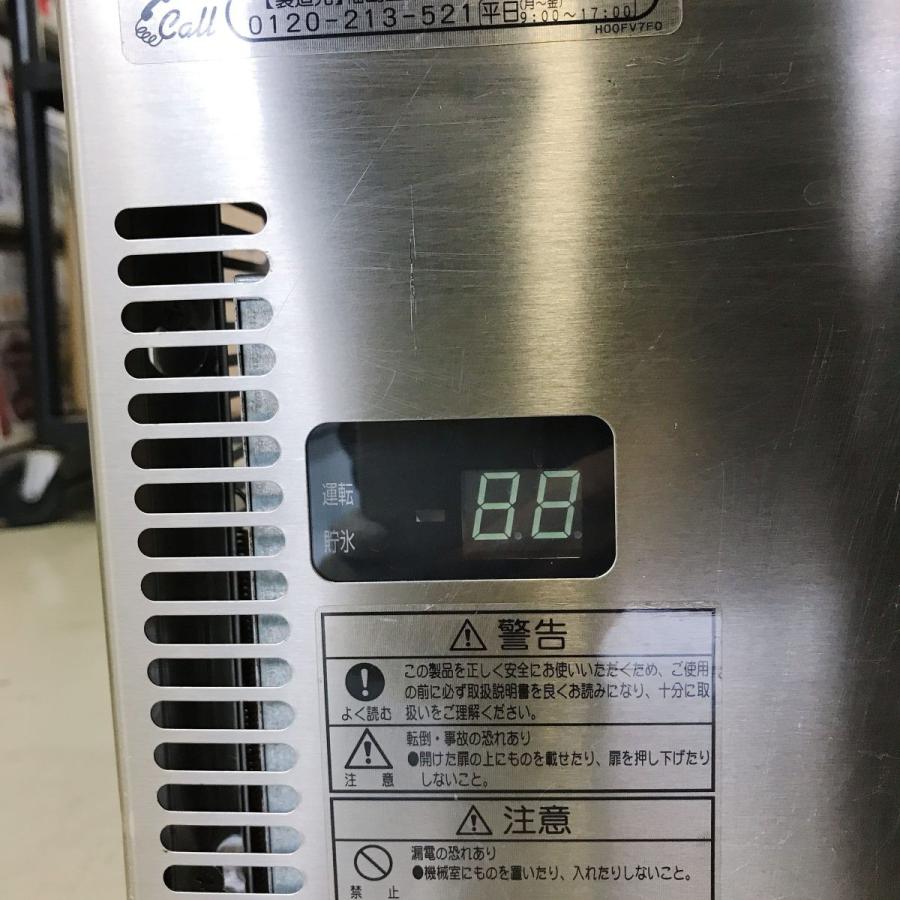 Call
【製造元】
0120-213-521 平日 (月～金) 9:00～17:00
H00FV7F0
運転
貯氷
88
警告
この製品を正しく安全にお使いいただくため、ご使用
の前に必ず取扱説明書を良くお読みになり、十分に取
扱いをご理解ください。
よく読む
転倒・事故の恐れあり
●開けた扉の上にものを載せたり、扉を押し下げたり
しないこと。
注意
注意
漏電の恐れあり
●機械室にものを置いたり、入れたりしないこと。
禁止